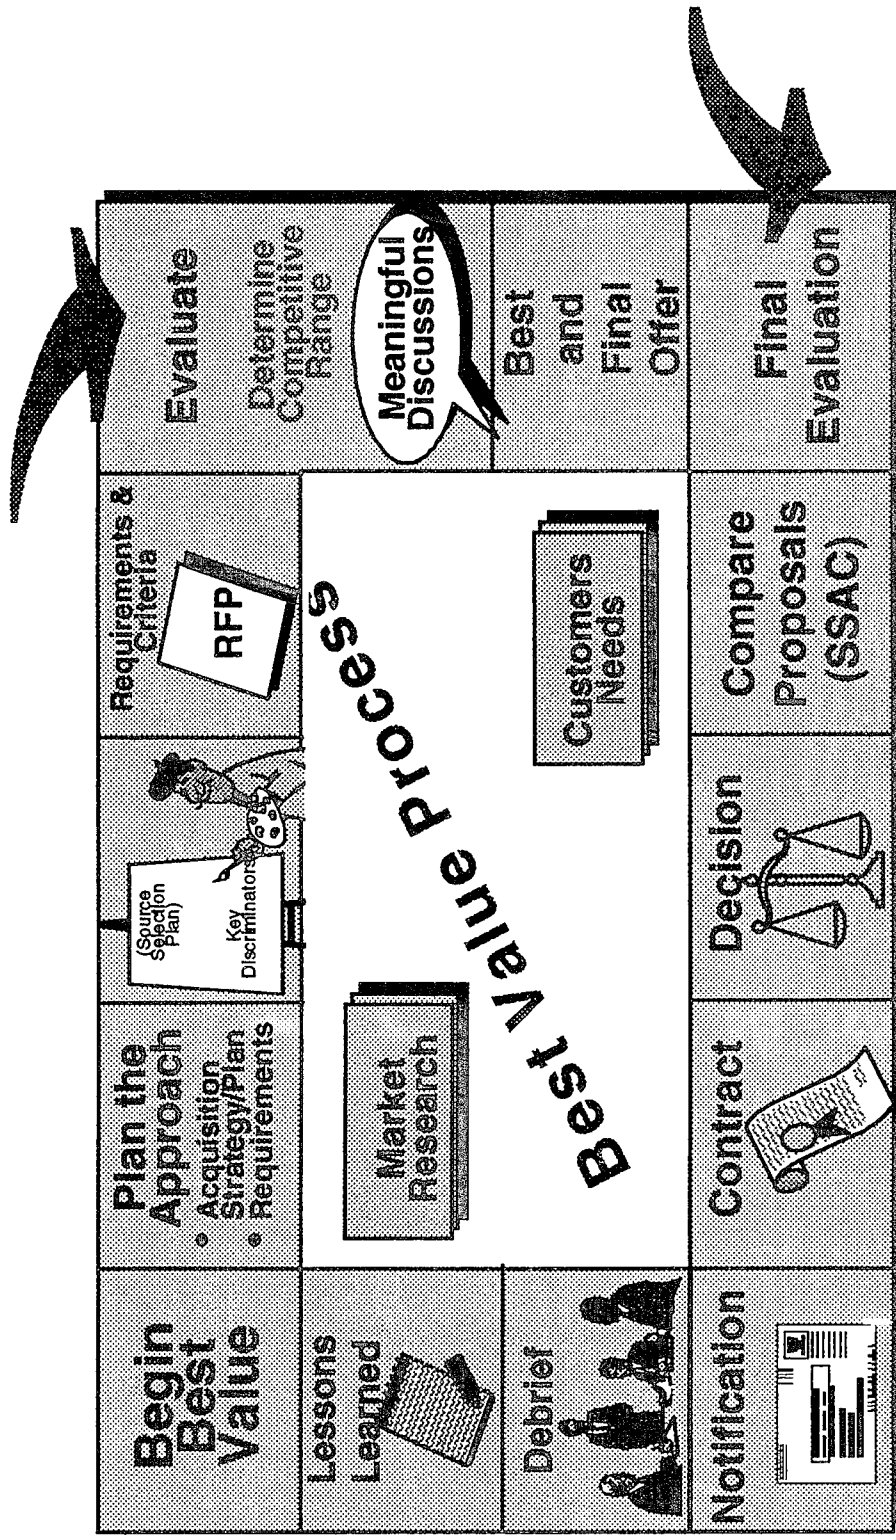 Begin
Best
Value
Plan the
Approach
• Acquisition
Strategy/Plan
• Requirements
(Source
Selection
Plan)
Key
Discriminators
Requirements &
Criteria
RFP
Evaluate
Determine
Competitive
Range
Meaningful
Discussions
Best
and
Final
Offer
Final
Evaluation
Compare
Proposals
(SSAC)
Decision
Contract
Notification
Debrief
Lessons
Learned
Market
Research
Best Value Process
Customers
Needs